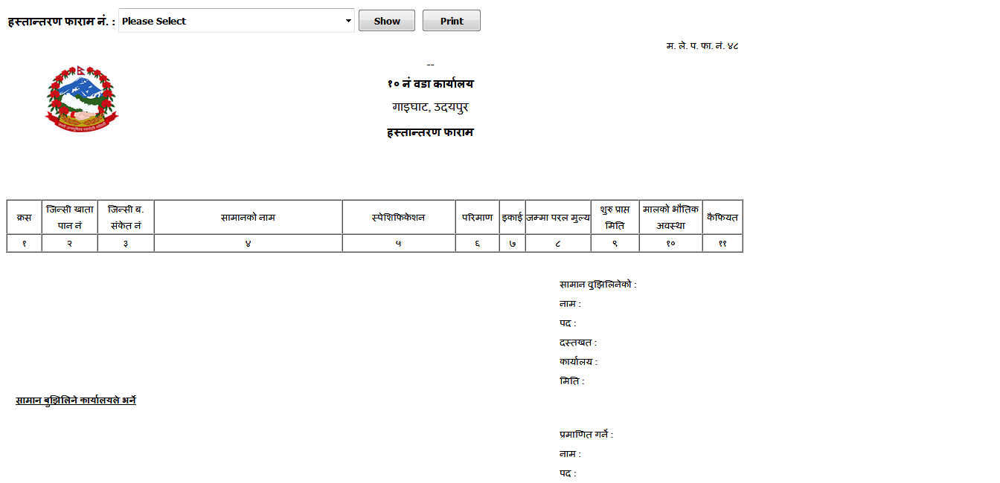 हस्तान्तरण फाराम नं. : Please Select Show Print
म. ले. प. फा. नं. ४८
--
१० नं वडा कार्यालय
गाइघाट, उदयपुर
हस्तान्तरण फाराम
क्रस
जिन्सी खाता
पान नं
जिन्सी ब.
संकेत नं
सामानको नाम
स्पेशिफिकेशन
परिमाण
इकाई
जम्मा परल मुल्य
शुरु प्राप्त
मिति
मालको भौतिक
अवस्था
कैफियत
१ २ ३ ४ ५ ६ ७ ८ ९ १० ११
सामान वुझिलिनेको :
नाम :
पद :
दस्तखत :
कार्यालय :
मिति :
सामान बुझिलिने कार्यालयले भर्ने
प्रमाणित गर्ने :
नाम :
पद :